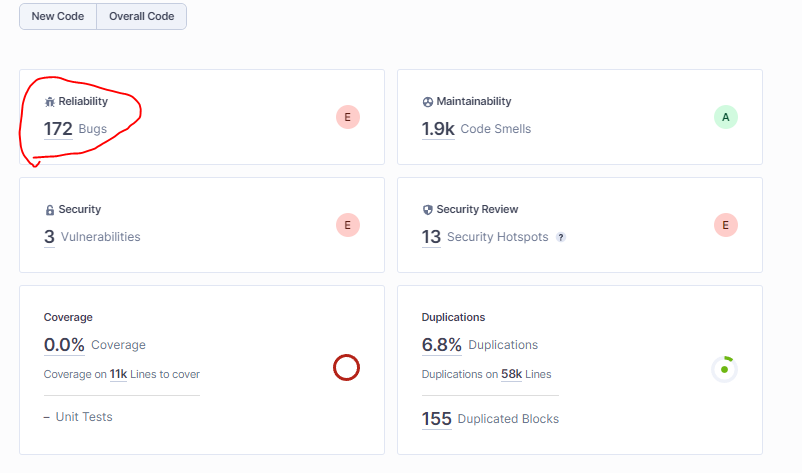 New Code Overall Code
Reliability
172 Bugs
E
Maintainability
1.9k Code Smells
A
Security
3 Vulnerabilities
E
Security Review
13 Security Hotspots ?
E
Coverage
0.0% Coverage
Coverage on 11k Lines to cover
– Unit Tests
Duplications
6.8% Duplications
Duplications on 58k Lines
155 Duplicated Blocks